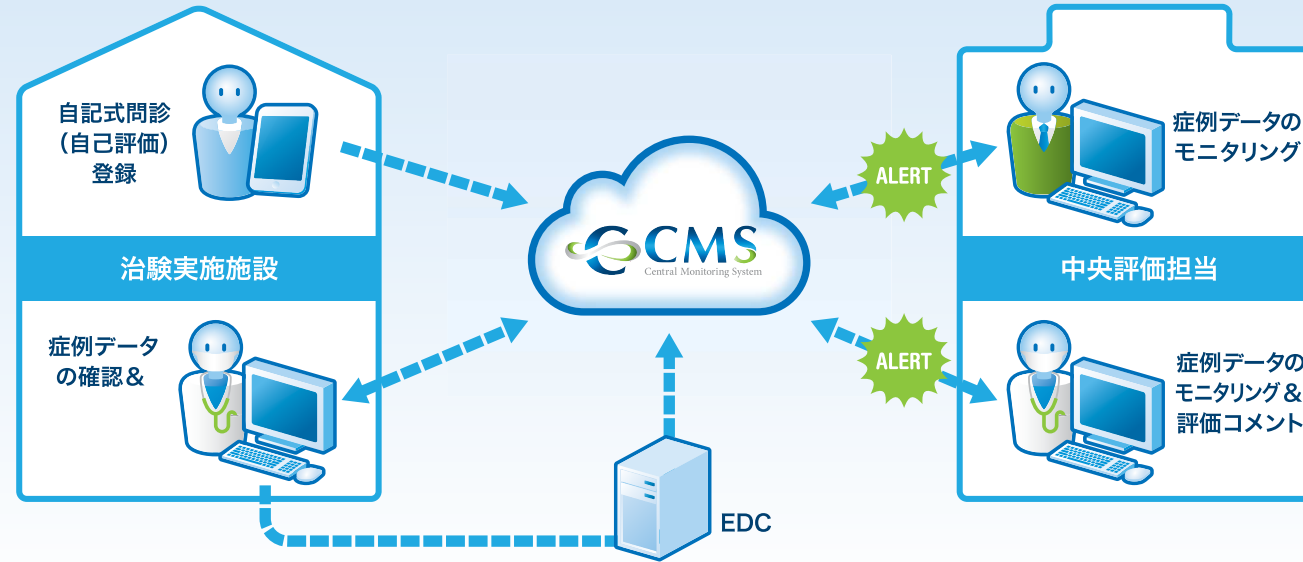 自記式問診
（自己評価）
登録
治験実施施設
症例データ
の確認＆
CMS
Central Monitoring System
EDC
ALERT
ALERT
症例データの
モニタリング
中央評価担当
症例データの
モニタリング＆
評価コメント